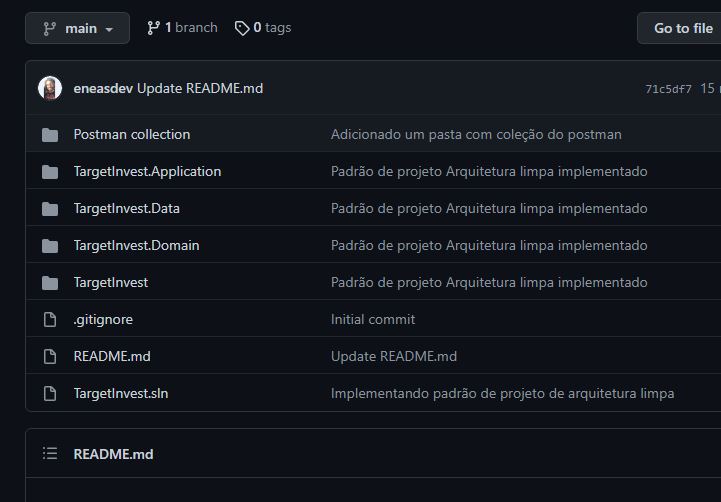 main 1 branch 0 tags Go to file
eneasdev Update README.md 71c5df7 15
Postman collection Adicionado um pasta com coleção do postman
TargetInvest.Application Padrão de projeto Arquitetura limpa implementado
TargetInvest.Data Padrão de projeto Arquitetura limpa implementado
TargetInvest.Domain Padrão de projeto Arquitetura limpa implementado
TargetInvest Padrão de projeto Arquitetura limpa implementado
.gitignore Initial commit
README.md Update README.md
TargetInvest.sln Implementando padrão de projeto de arquitetura limpa
README.md